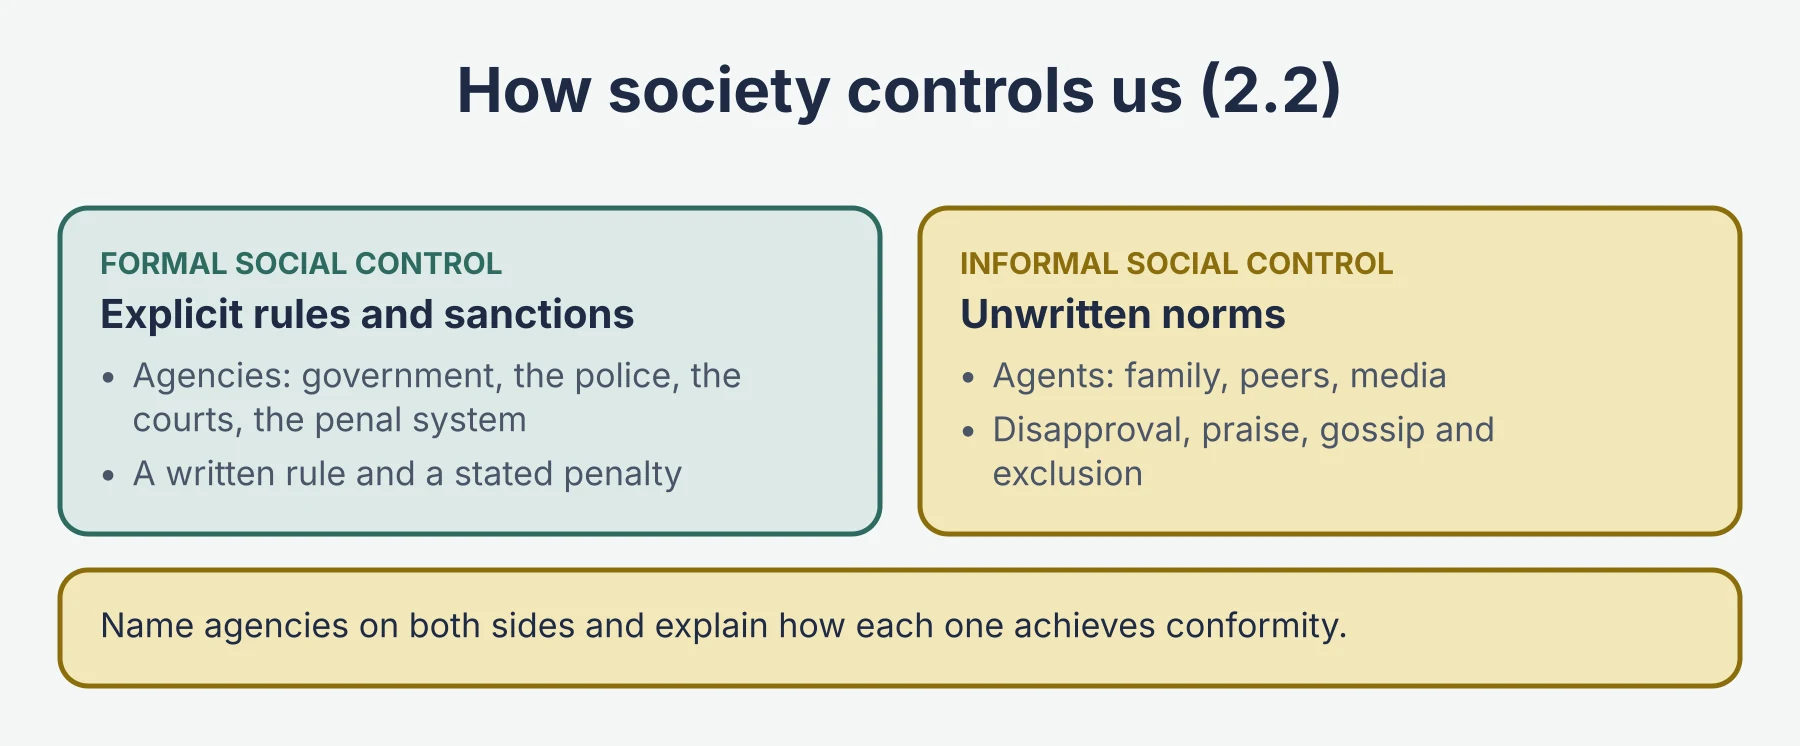 How society controls us (2.2)
FORMAL SOCIAL CONTROL
Explicit rules and sanctions
• Agencies: government, the police, the
courts, the penal system
• A written rule and a stated penalty
INFORMAL SOCIAL CONTROL
Unwritten norms
• Agents: family, peers, media
• Disapproval, praise, gossip and
exclusion
Name agencies on both sides and explain how each one achieves conformity.